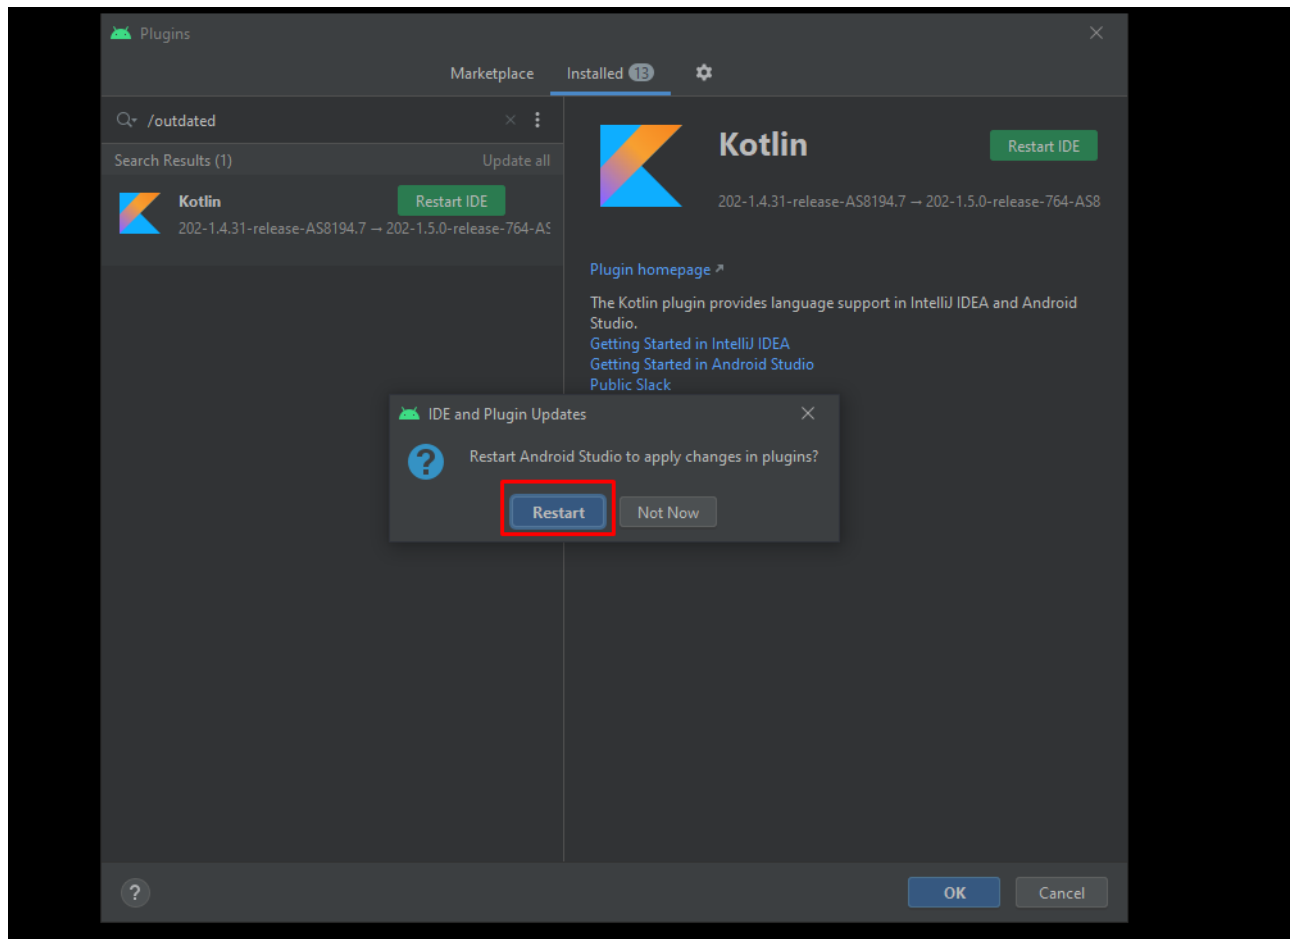 Plugins
Marketplace Installed 13
/outdated
Search Results (1) Update all
Kotlin Restart IDE
202-1.4.31-release-AS8194.7 → 202-1.5.0-release-764-AS
Kotlin Restart IDE
202-1.4.31-release-AS8194.7 → 202-1.5.0-release-764-AS8
Plugin homepage ↗
The Kotlin plugin provides language support in IntelliJ IDEA and Android
Studio.
Getting Started in IntelliJ IDEA
Getting Started in Android Studio
Public Slack
IDE and Plugin Updates
Restart Android Studio to apply changes in plugins?
Restart Not Now
? OK Cancel